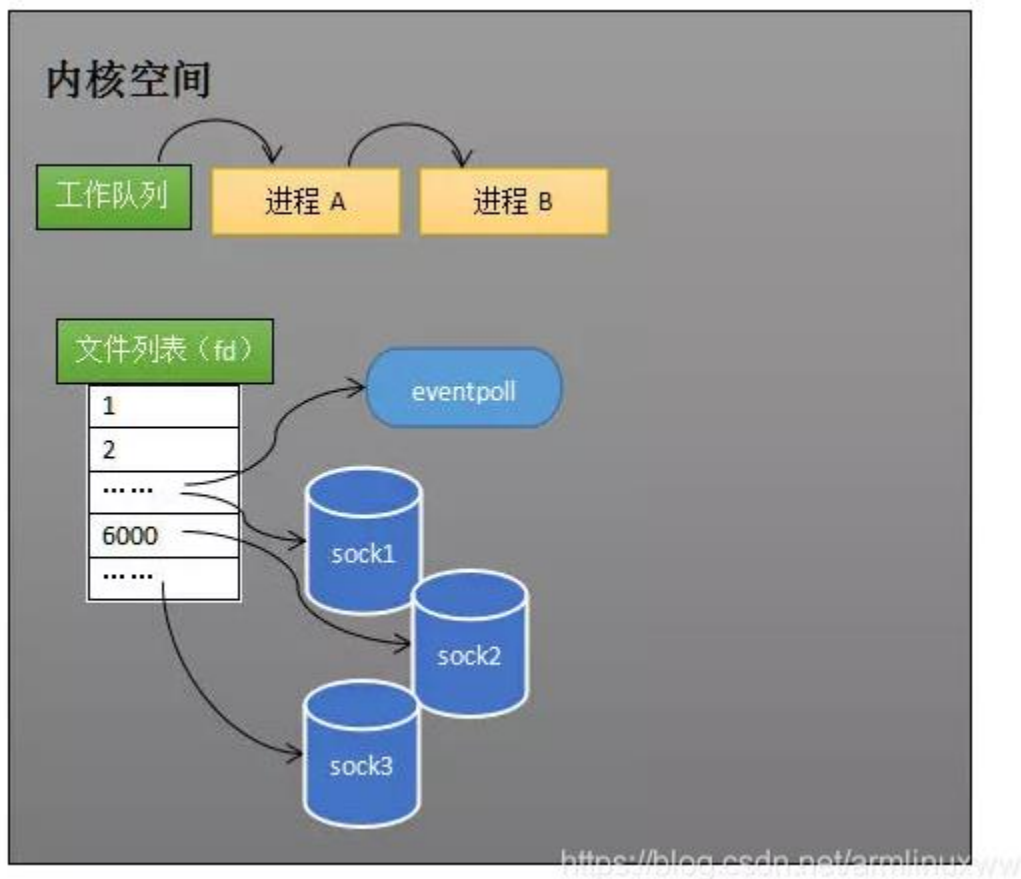 内核空间
工作队列
进程 A
进程 B
文件列表（fd）
1
2
……
6000
……
eventpoll
sock1
sock2
sock3
https://blog.csdn.net/armlinuxww